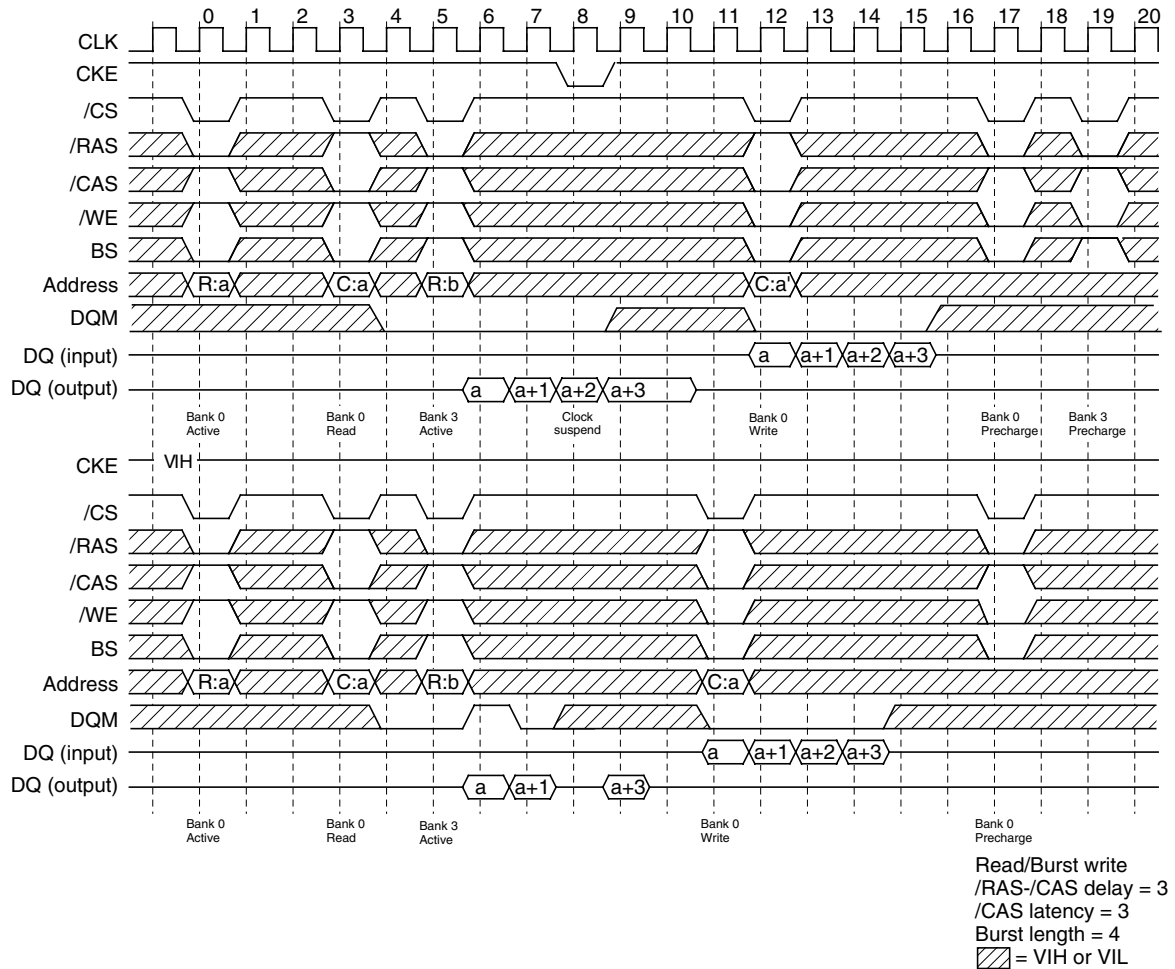 0 1 2 3 4 5 6 7 8 9 10 11 12 13 14 15 16 17 18 19 20
CLK
CKE
/CS
/RAS
/CAS
/WE
BS
Address R:a C:a R:b C:a'
DQM
DQ (input) a a+1 a+2 a+3
DQ (output) a a+1 a+2 a+3
Bank 0 Bank 0 Bank 3 Clock Bank 0 Bank 0 Bank 3
Active Read Active suspend Write Precharge Precharge
CKE VIH
/CS
/RAS
/CAS
/WE
BS
Address R:a C:a R:b C:a
DQM
DQ (input) a a+1 a+2 a+3
DQ (output) a a+1 a+3
Bank 0 Bank 0 Bank 3 Bank 0 Bank 0
Active Read Active Write Precharge
Read/Burst write
/RAS-/CAS delay = 3
/CAS latency = 3
Burst length = 4
= VIH or VIL